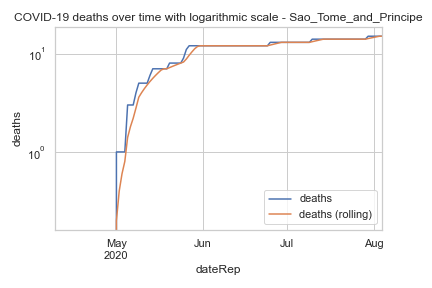 COVID-19 deaths over time with logarithmic scale - Sao_Tome_and_Principe
10¹
10⁰
deaths
deaths
deaths (rolling)
May
2020
Jun
Jul
Aug
dateRep